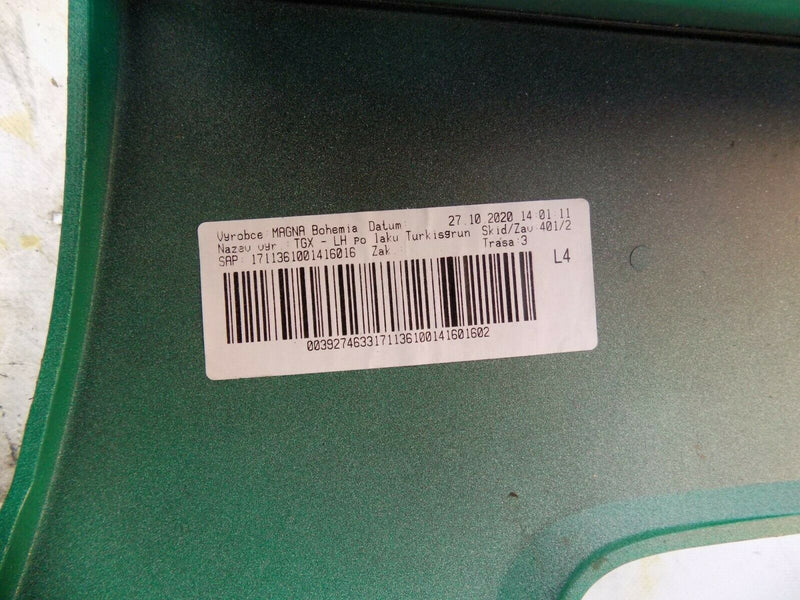 Vyrobce MAGNA Bohemia Datum: 27.10.2020 14:01:11
Nazev vyr.: TGX - LH po laku Turkisgrun Skid/Zav 401/2
SAP: 1711361001416016 Zak.: Trasa 3
L4
0039274633171136100141601602